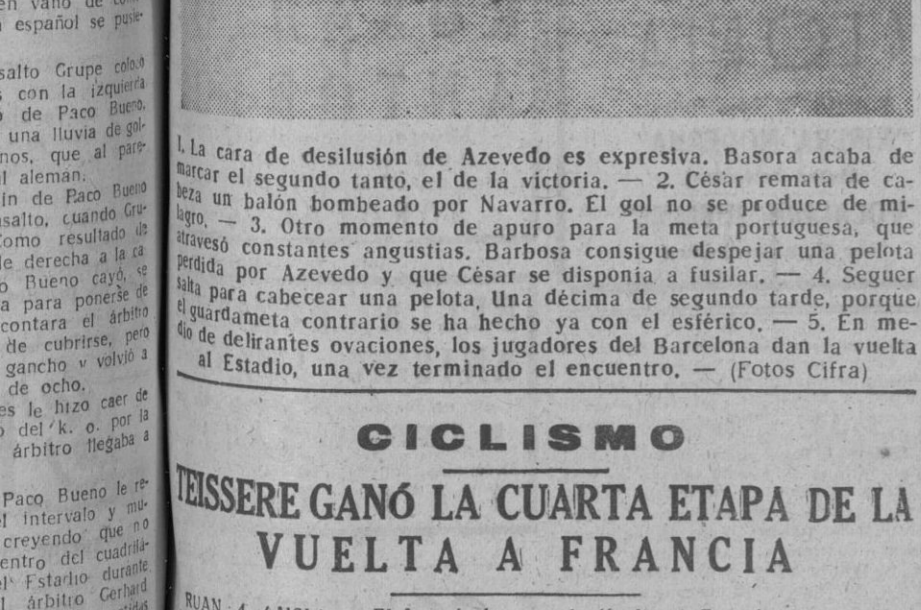 en vano de
español se
salto Grupe colocó
con la izquierda
de Paco Bueno,
una lluvia de gol-
nos, que al pare-
alemán.
in de Paco Bueno
asalto, cuando Gru-
Como resultado de
de derecha a la ca-
o Bueno cayó, se
a para ponerse de
contara el árbitro
de cubrirse, pero
gancho y volvió a
de ocho.
es le hizo caer de
del k. o. por la
árbitro llegaba a
Paco Bueno le re-
el intervalo y mu-
creyendo que no
entro del cuadrilá-
el Estadio durante
árbitro Gerhard
1. La cara de desilusión de Azevedo es expresiva. Basora acaba de
marcar el segundo tanto, el de la victoria. — 2. César remata de ca-
beza un balón bombeado por Navarro. El gol no se produce de mi-
lagro. — 3. Otro momento de apuro para la meta portuguesa, que
atravesó constantes angustias. Barbosa consigue despejar una pelota
perdida por Azevedo y que César se disponía a fusilar. — 4. Seguer
salta para cabecear una pelota. Una décima de segundo tarde, porque
el guardameta contrario se ha hecho ya con el esférico. — 5. En me-
dio de delirantes ovaciones, los jugadores del Barcelona dan la vuelta
al Estadio, una vez terminado el encuentro. — (Fotos Cifra)
CICLISMO
TEISSERE GANÓ LA CUARTA ETAPA DE LA
VUELTA A FRANCIA
RUAN